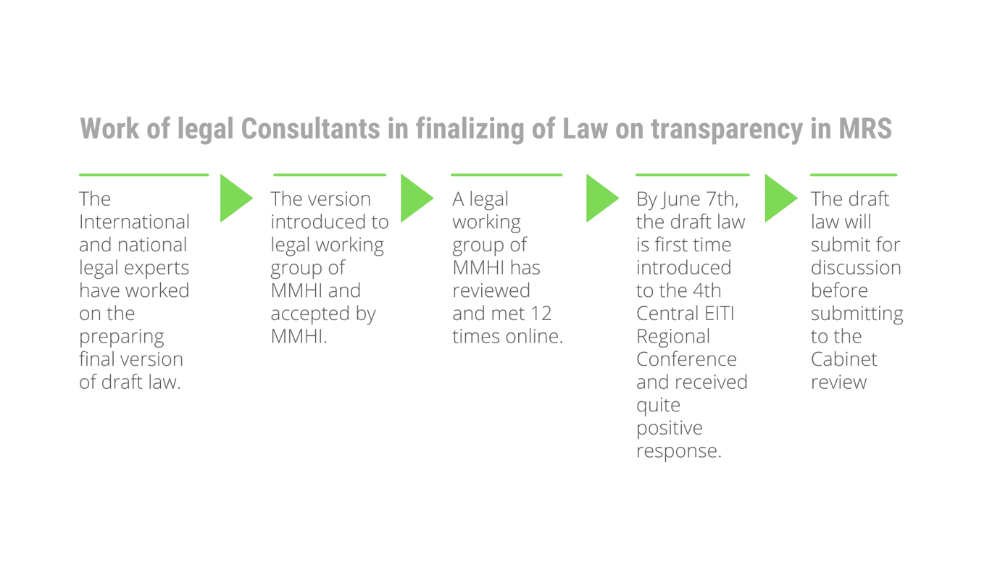 Work of legal Consultants in finalizing of Law on transparency in MRS
The
International
and national
legal experts
have worked
on the
preparing
final version
of draft law.
The version
introduced to
legal working
group of
MMHI and
accepted by
MMHI.
A legal
working
group of
MMHI has
reviewed
and met 12
times online.
By June 7th,
the draft law
is first time
introduced
to the 4th
Central EITI
Regional
Conference
and received
quite
positive
response.
The draft
law will
submit for
discussion
before
submitting
to the
Cabinet
review